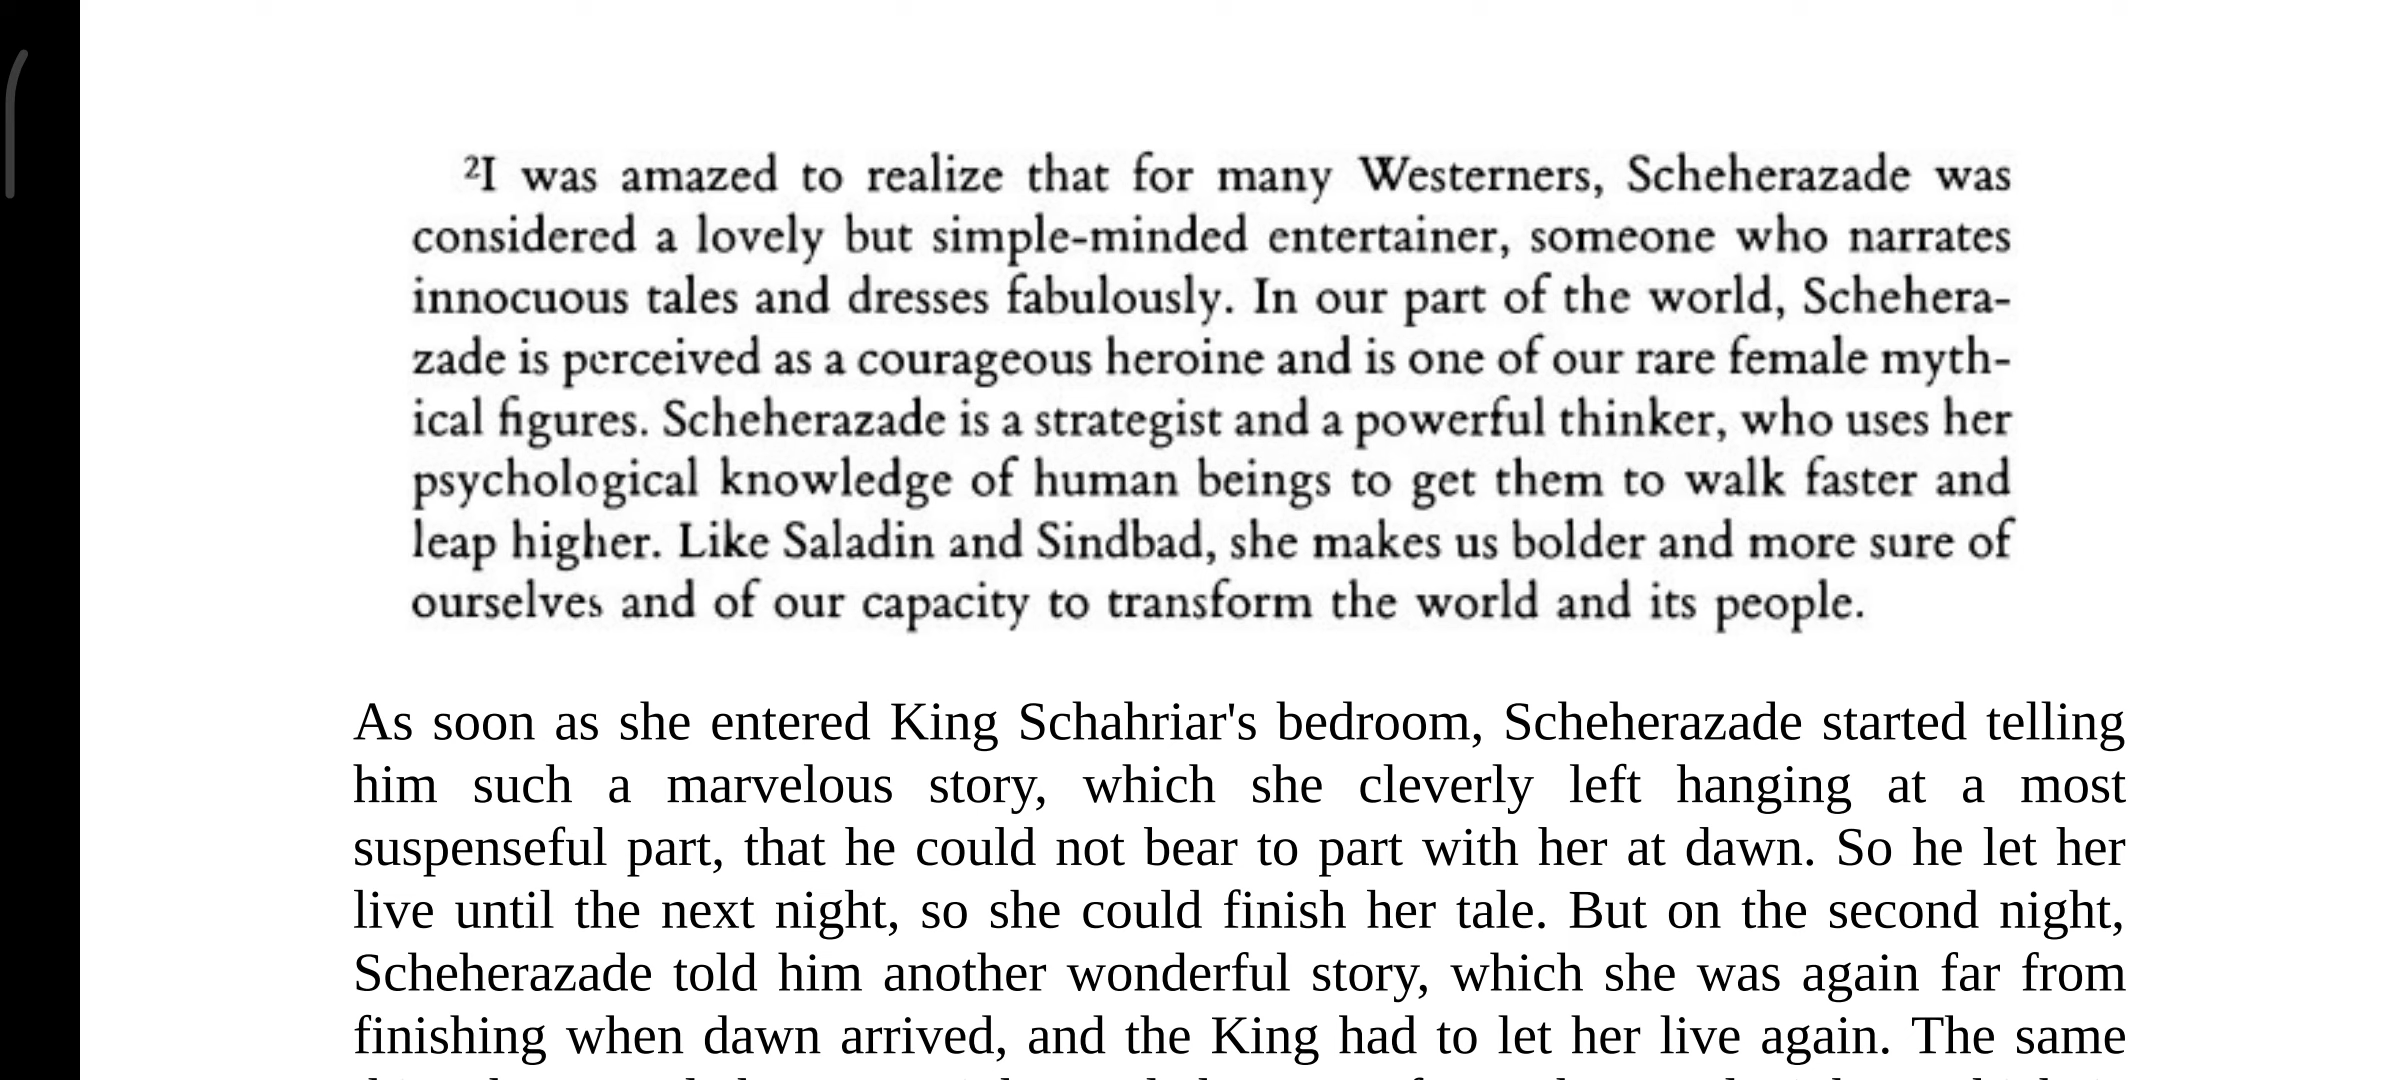 ²I was amazed to realize that for many Westerners, Scheherazade was
considered a lovely but simple-minded entertainer, someone who narrates
innocuous tales and dresses fabulously. In our part of the world, Schehera-
zade is perceived as a courageous heroine and is one of our rare female myth-
ical figures. Scheherazade is a strategist and a powerful thinker, who uses her
psychological knowledge of human beings to get them to walk faster and
leap higher. Like Saladin and Sindbad, she makes us bolder and more sure of
ourselves and of our capacity to transform the world and its people.
As soon as she entered King Schahriar's bedroom, Scheherazade started telling
him such a marvelous story, which she cleverly left hanging at a most
suspenseful part, that he could not bear to part with her at dawn. So he let her
live until the next night, so she could finish her tale. But on the second night,
Scheherazade told him another wonderful story, which she was again far from
finishing when dawn arrived, and the King had to let her live again. The same